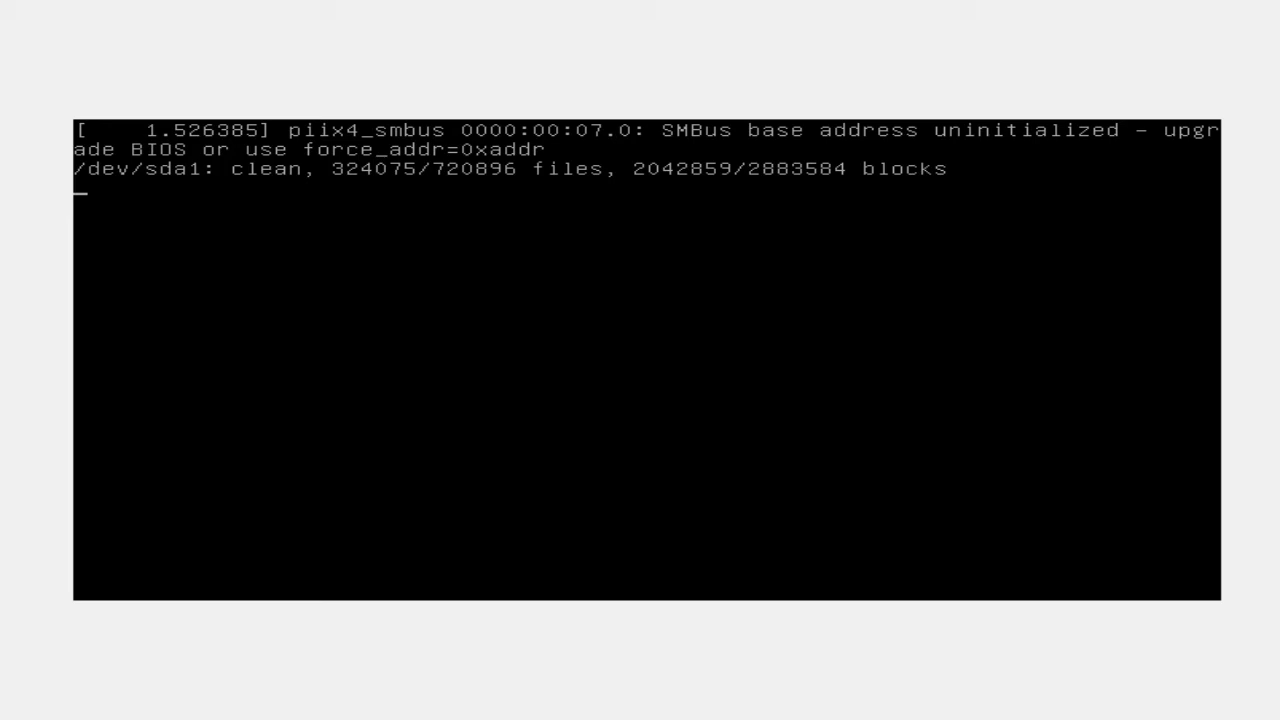 [    1.526385] piix4_smbus 0000:00:07.0: SMBus base address uninitialized - upgr
ade BIOS or use force_addr=0xaddr
/dev/sda1: clean, 324075/720896 files, 2042859/2883584 blocks